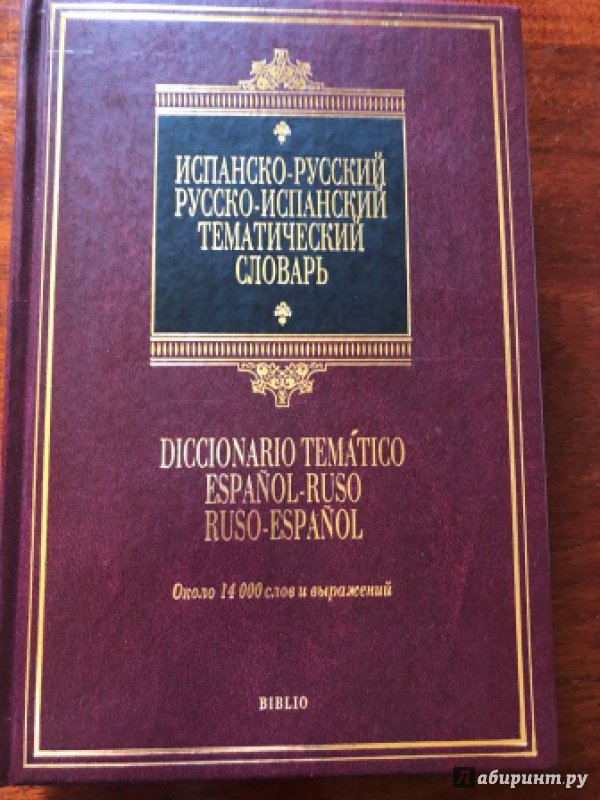 ИСПАНСКО-РУССКИЙ
РУССКО-ИСПАНСКИЙ
ТЕМАТИЧЕСКИЙ
СЛОВАРЬ
DICCIONARIO TEMÁTICO
ESPAÑOL-RUSO
RUSO-ESPAÑOL
Около 14 000 слов и выражений
BIBLIO
Лабиринт.ру